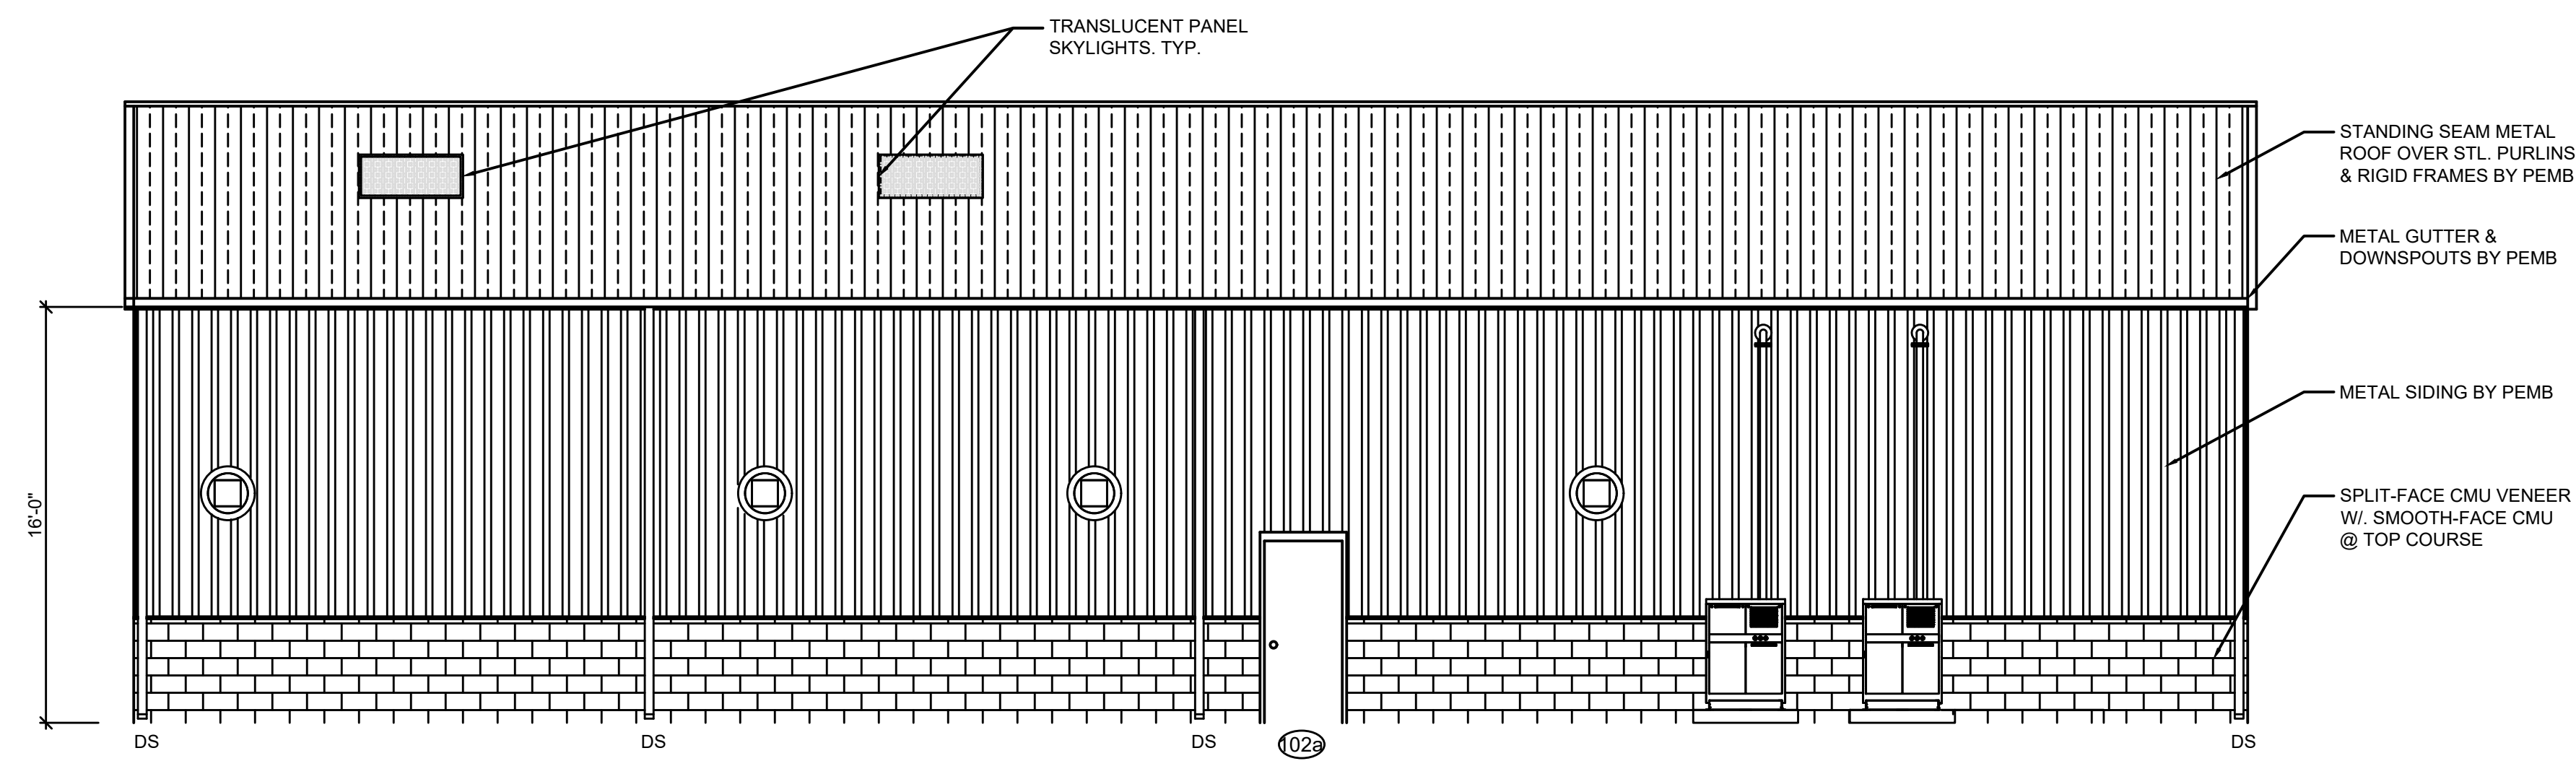 TRANSLUCENT PANEL
SKYLIGHTS. TYP.
STANDING SEAM METAL
ROOF OVER STL. PURLINS
& RIGID FRAMES BY PEMB
METAL GUTTER &
DOWNSPOUTS BY PEMB
METAL SIDING BY PEMB
SPLIT-FACE CMU VENEER
W/. SMOOTH-FACE CMU
@ TOP COURSE
16'-0"
DS
DS
DS
102a
DS